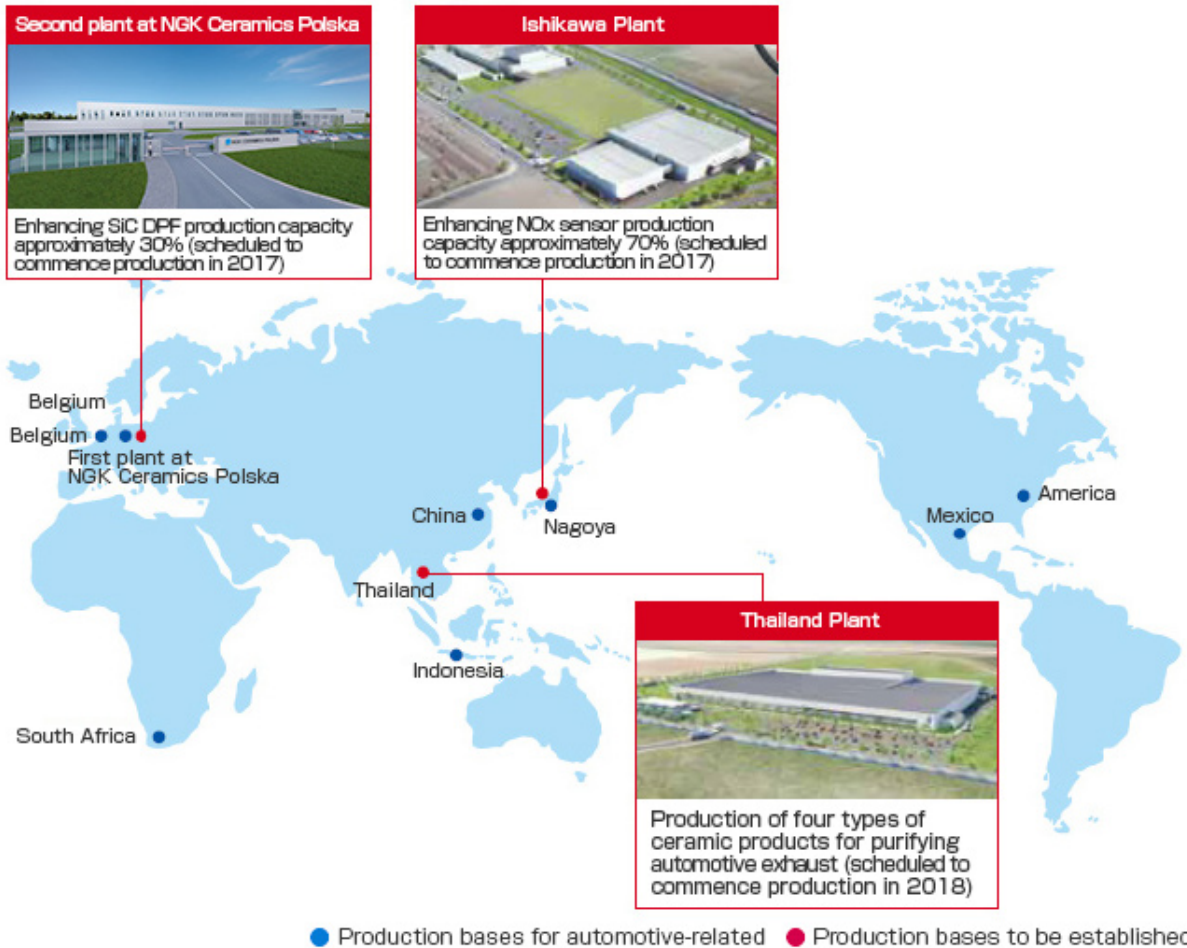 Second plant at NGK Ceramics Polska
NGK CERAMICS POLSKA
Enhancing SiC DPF production capacity
approximately 30% (scheduled to
commence production in 2017)
Ishikawa Plant
Enhancing NOx sensor production
capacity approximately 70% (scheduled
to commence production in 2017)
Belgium
Belgium
First plant at
NGK Ceramics Polska
China
Nagoya
Thailand
Indonesia
South Africa
America
Mexico
Thailand Plant
Production of four types of
ceramic products for purifying
automotive exhaust (scheduled to
commence production in 2018)
Production bases for automotive-related
Production bases to be established